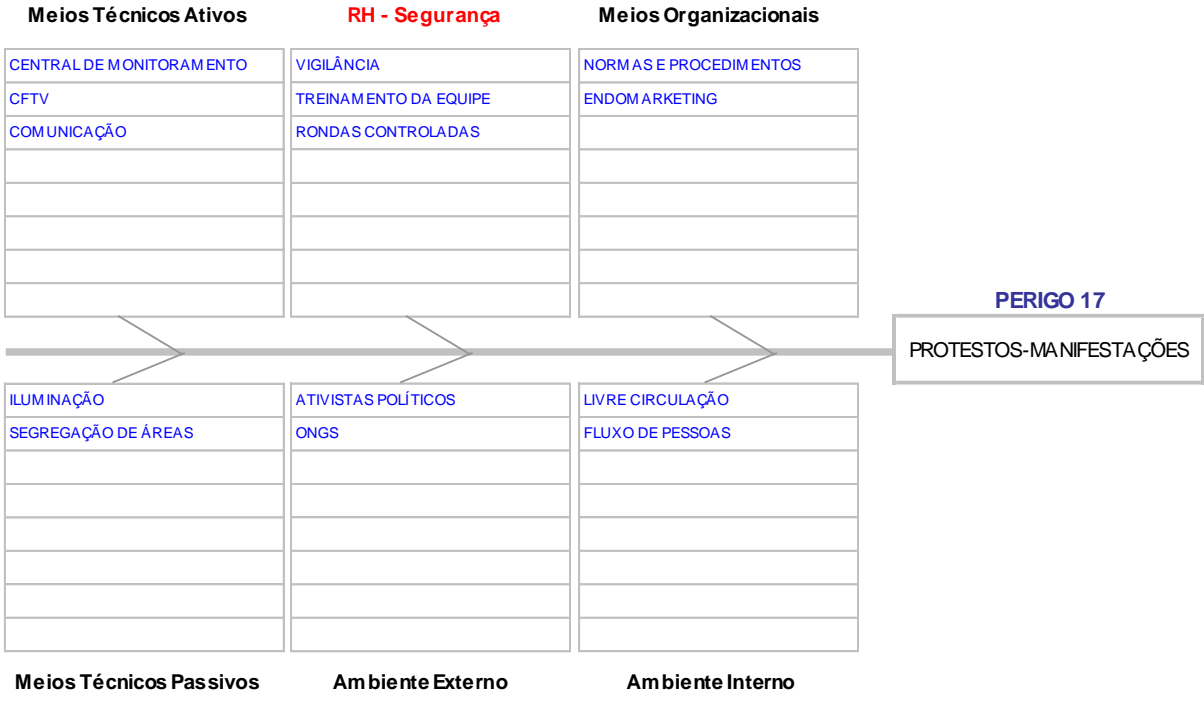 Meios Técnicos Ativos
RH - Segurança
Meios Organizacionais
CENTRAL DE MONITORAMENTO
VIGILÂNCIA
NORMAS E PROCEDIMENTOS
CFTV
TREINAMENTO DA EQUIPE
ENDOMARKETING
COMUNICAÇÃO
RONDAS CONTROLADAS
PERIGO 17
PROTESTOS-MANIFESTAÇÕES
ILUMINAÇÃO
ATIVISTAS POLÍTICOS
LIVRE CIRCULAÇÃO
SEGREGAÇÃO DE ÁREAS
ONGS
FLUXO DE PESSOAS
Meios Técnicos Passivos
Ambiente Externo
Ambiente Interno